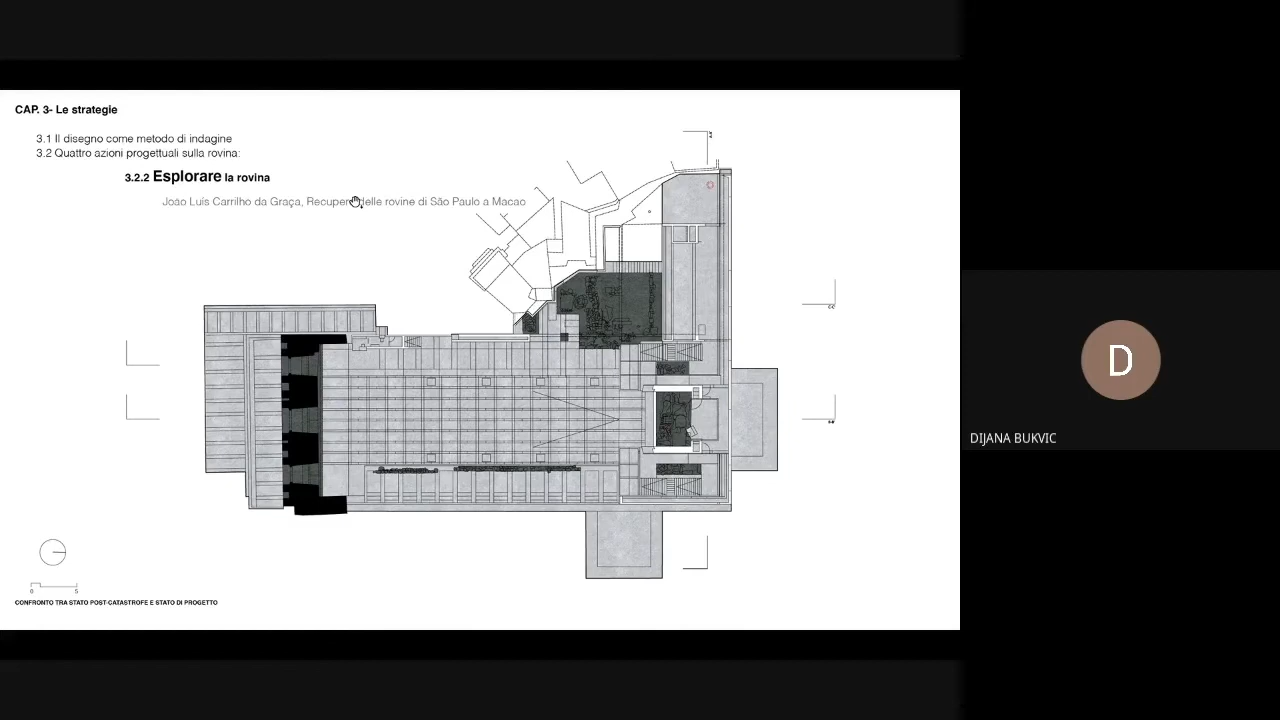 CAP. 3- Le strategie
3.1 Il disegno come metodo di indagine
3.2 Quattro azioni progettuali sulla rovina:
3.2.2 Esplorare la rovina
João Luís Carrilho da Graça, Recupero delle rovine di São Paulo a Macao
D
DIJANA BUKVIC
0 5
CONFRONTO TRA STATO POST-CATASTROFE E STATO DI PROGETTO